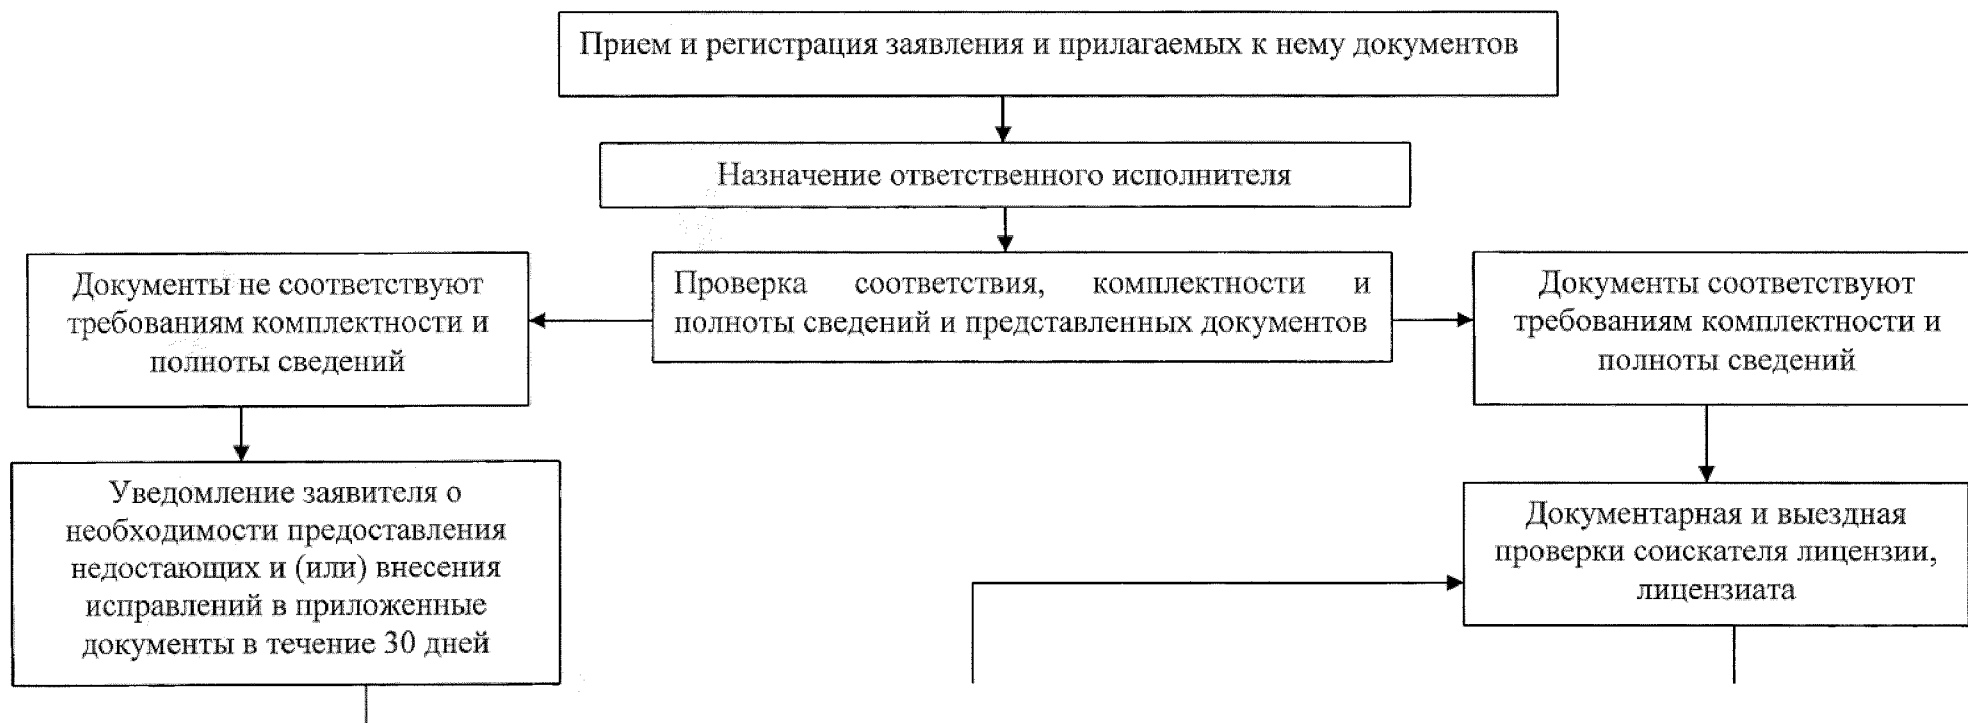 Прием и регистрация заявления и прилагаемых к нему документов
Назначение ответственного исполнителя
Документы не соответствуют
требованиям комплектности и
полноты сведений
Проверка соответствия, комплектности и
полноты сведений и представленных документов
Документы соответствуют
требованиям комплектности и
полноты сведений
Уведомление заявителя о
необходимости предоставления
недостающих и (или) внесения
исправлений в приложенные
документы в течение 30 дней
Документарная и выездная
проверки соискателя лицензии,
лицензиата